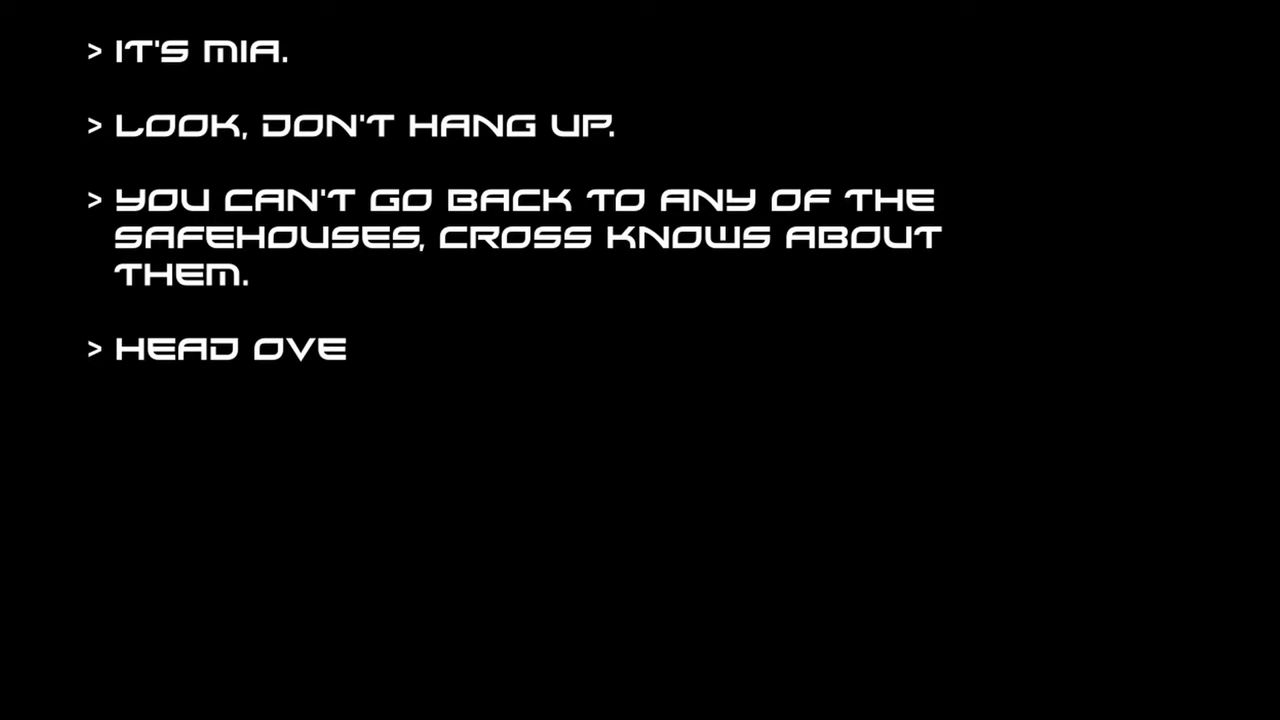 > IT'S MIA.
> LOOK, DON'T HANG UP.
> YOU CAN'T GO BACK TO ANY OF THE
SAFEHOUSES, CROSS KNOWS ABOUT
THEM.
> HEAD OVE